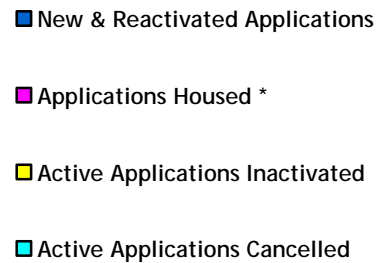 New & Reactivated Applications
Applications Housed *
Active Applications Inactivated
Active Applications Cancelled